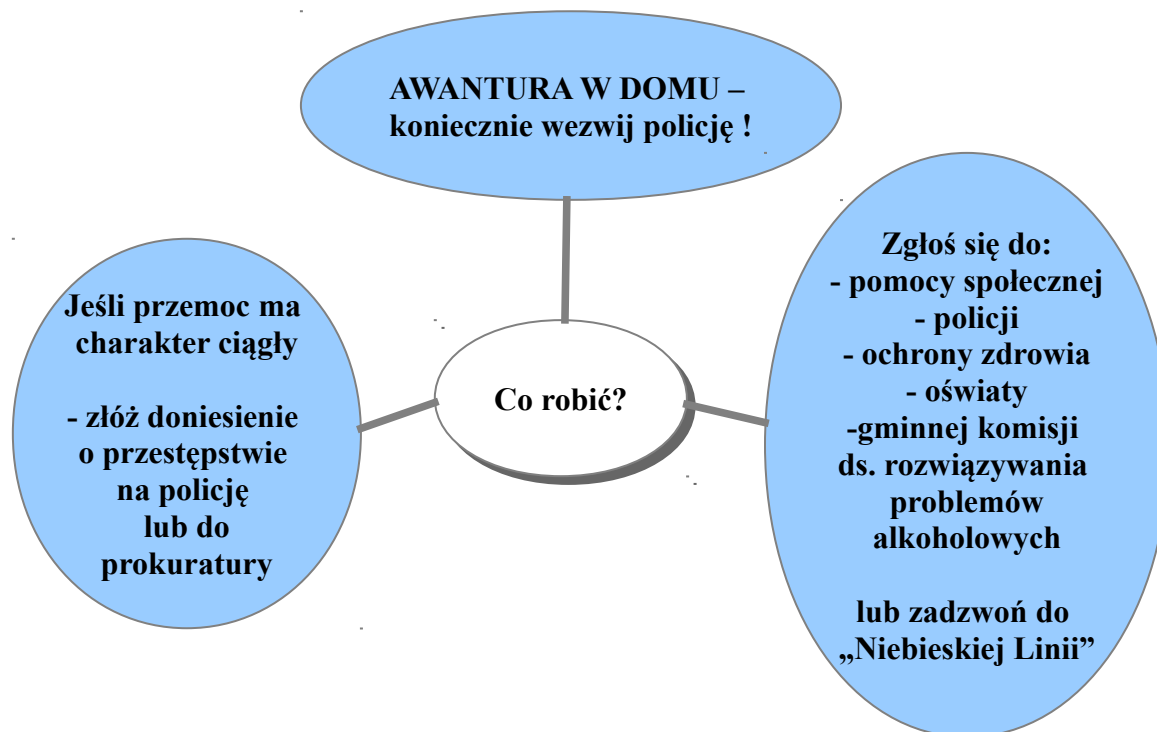 AWANTURA W DOMU –
koniecznie wezwij policję !
Jeśli przemoc ma
charakter ciągły
- złóż doniesienie
o przestępstwie
na policję
lub do
prokuratury
Co robić?
Zgłoś się do:
- pomocy społecznej
- policji
- ochrony zdrowia
- oświaty
-gminnej komisji
ds. rozwiązywania
problemów
alkoholowych
lub zadzwoń do
„Niebieskiej Linii”